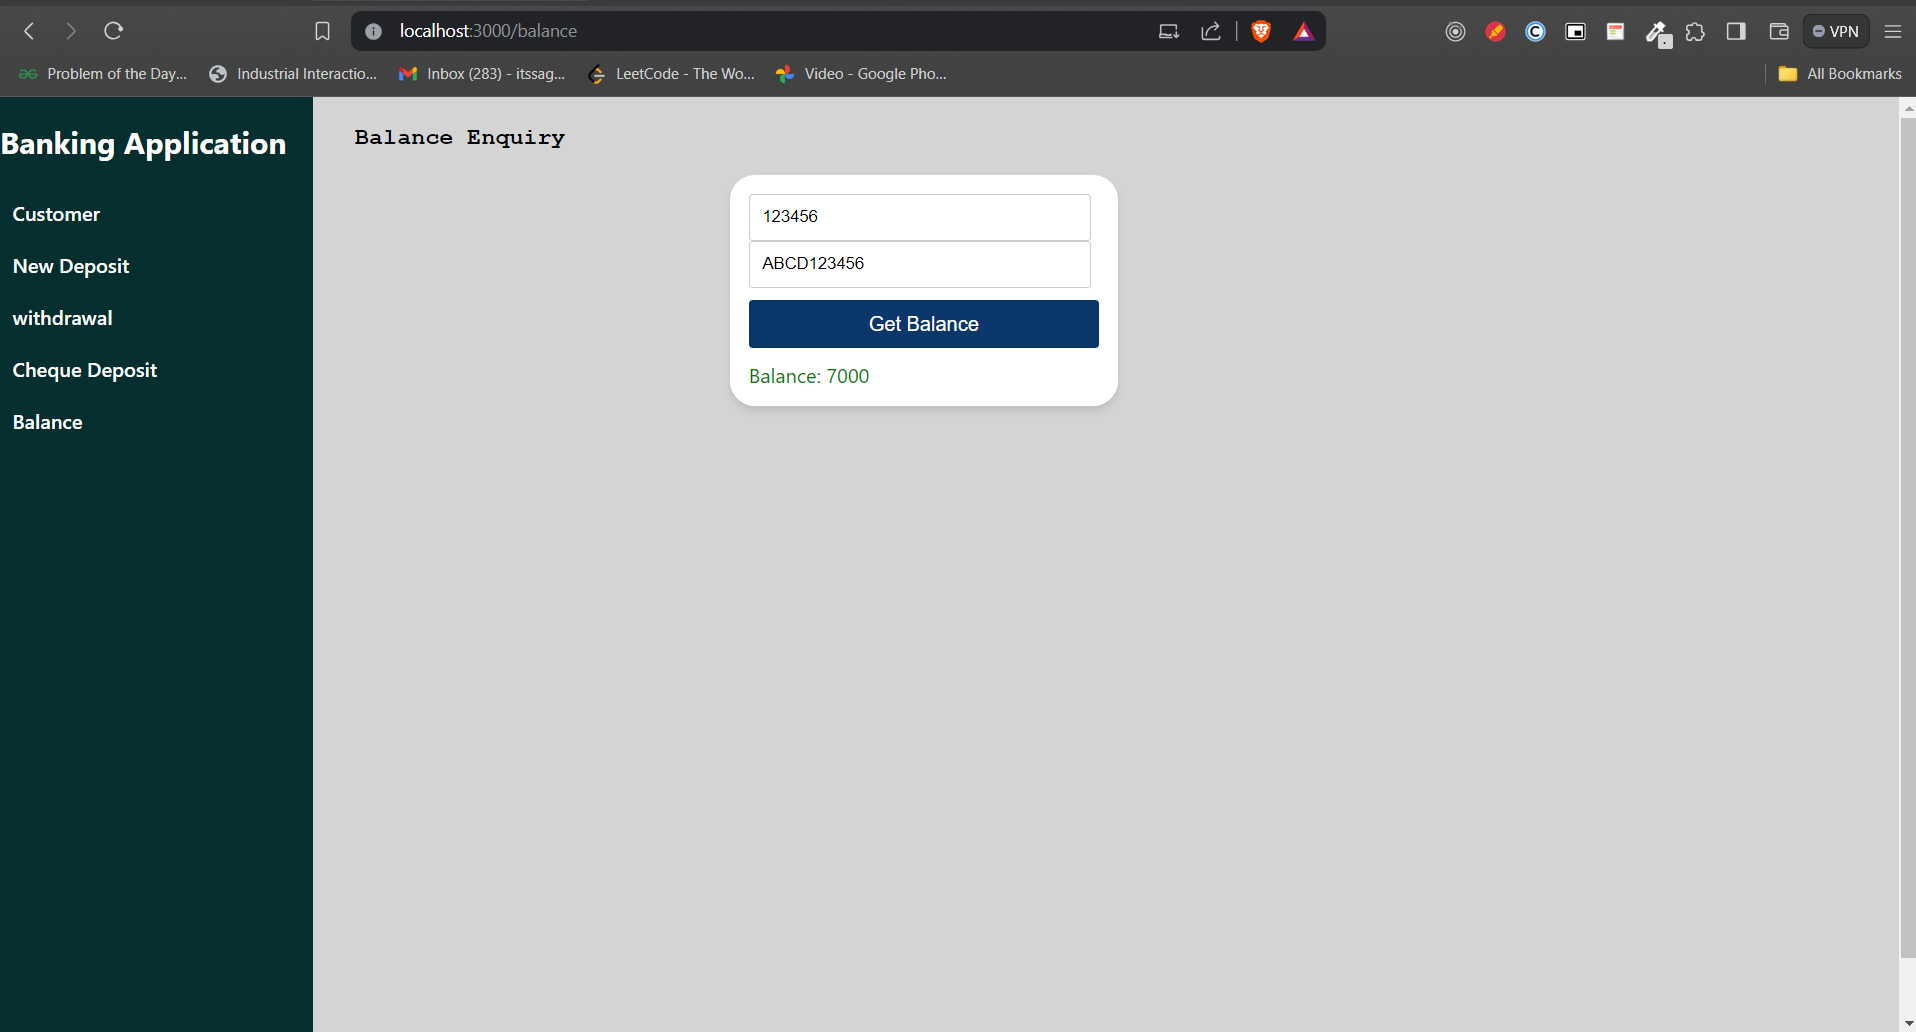 localhost:3000/balance
VPN
Problem of the Day...
Industrial Interactio...
Inbox (283) - itssag...
LeetCode - The Wo...
Video - Google Pho...
All Bookmarks
Banking Application
Customer
New Deposit
withdrawal
Cheque Deposit
Balance
Balance Enquiry
123456
ABCD123456
Get Balance
Balance: 7000